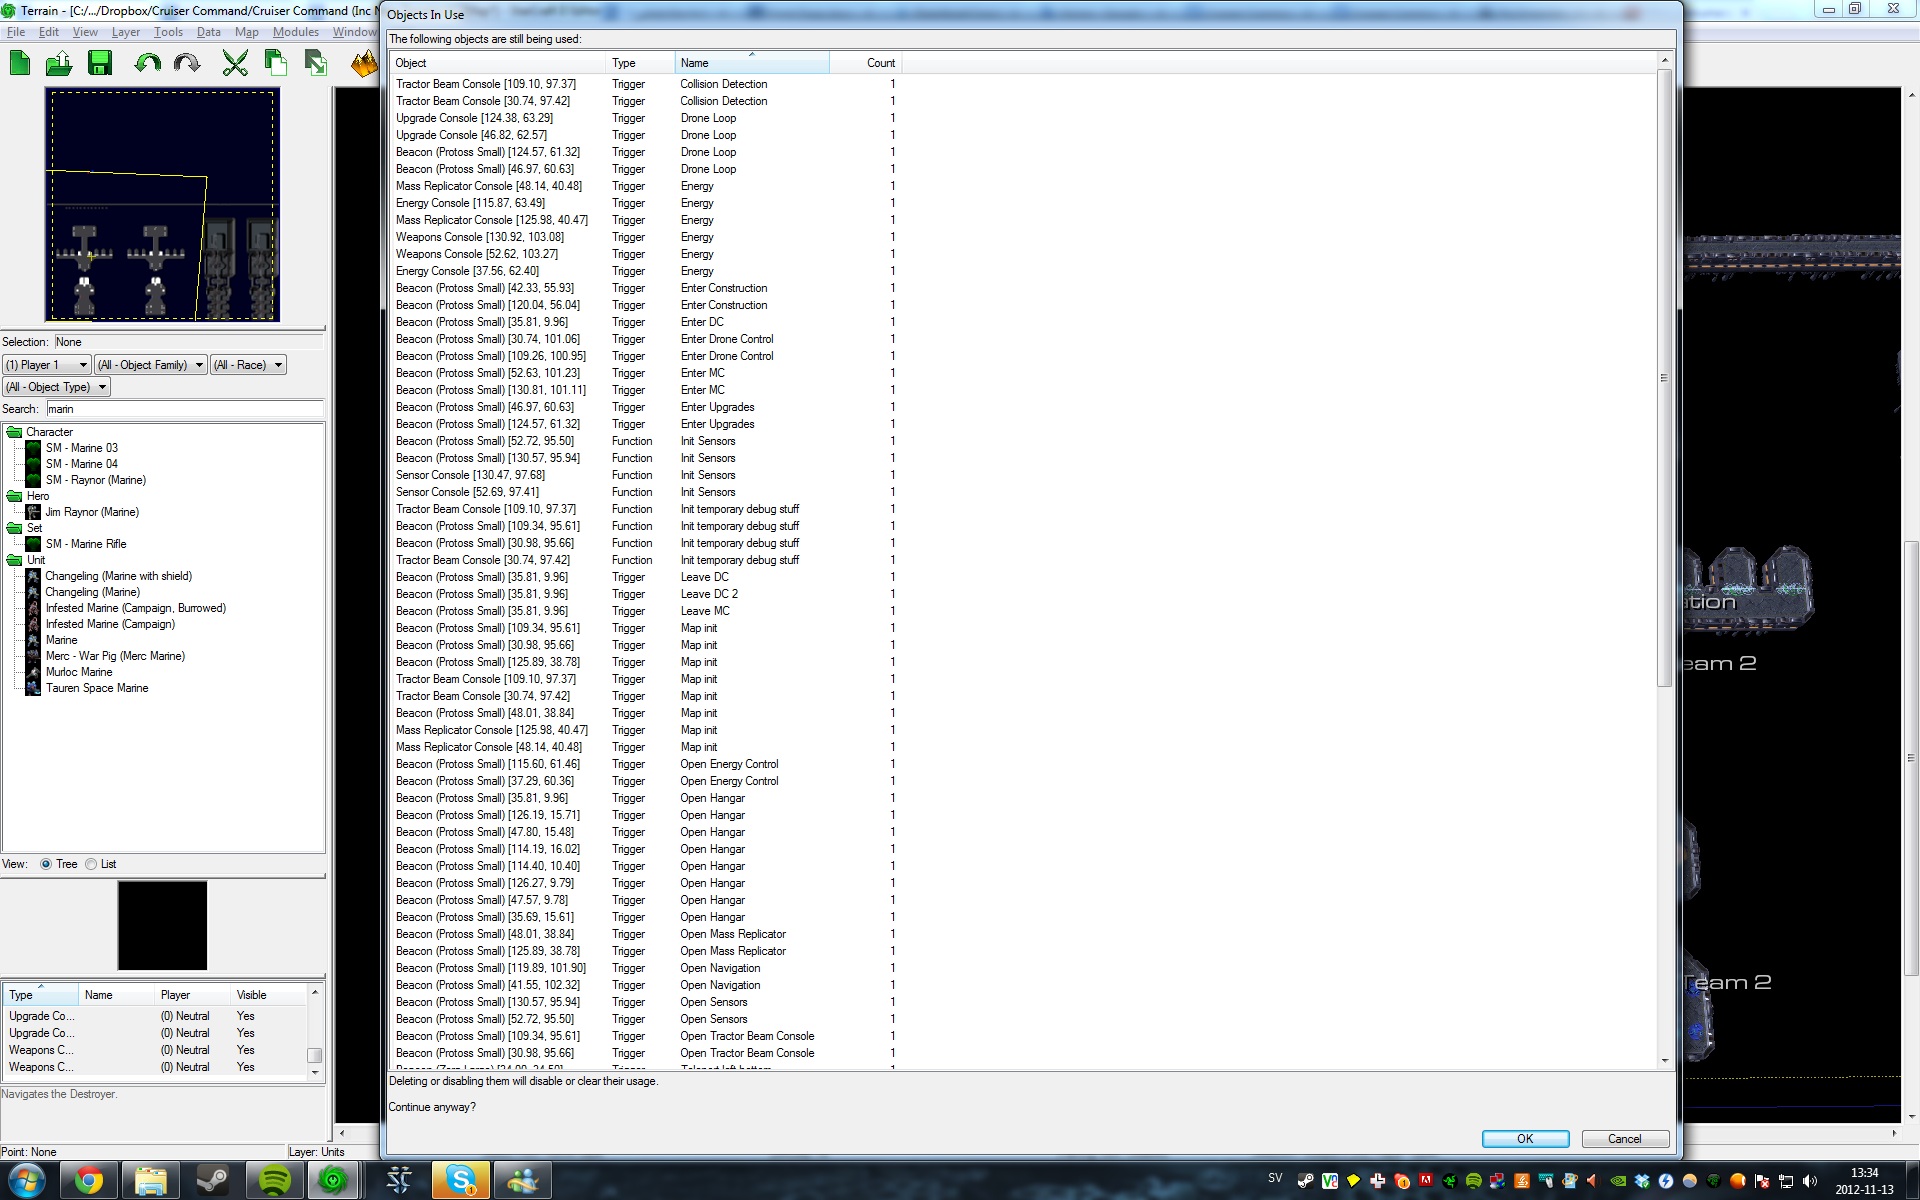 Terrain - [C:/.../Dropbox/Cruiser Command/Cruiser Command (Inc
File Edit View Layer Tools Data Map Modules Window
Selection: None
(1) Player 1 (All - Object Family) (All - Race)
(All - Object Type)
Search: marin
Character
SM - Marine 03
SM - Marine 04
SM - Raynor (Marine)
Hero
Jim Raynor (Marine)
Set
SM - Marine Rifle
Unit
Changeling (Marine with shield)
Changeling (Marine)
Infested Marine (Campaign, Burrowed)
Infested Marine (Campaign)
Marine
Merc - War Pig (Merc Marine)
Murloc Marine
Tauren Space Marine
View: Tree List
Type Name Player Visible
Upgrade Co... (0) Neutral Yes
Upgrade Co... (0) Neutral Yes
Weapons C... (0) Neutral Yes
Weapons C... (0) Neutral Yes
Navigates the Destroyer.
Point: None Layer: Units
Objects In Use
The following objects are still being used:
Object Type Name Count
Tractor Beam Console [109.10, 97.37] Trigger Collision Detection 1
Tractor Beam Console [30.74, 97.42] Trigger Collision Detection 1
Upgrade Console [124.38, 63.29] Trigger Drone Loop 1
Upgrade Console [46.82, 62.57] Trigger Drone Loop 1
Beacon (Protoss Small) [124.57, 61.32] Trigger Drone Loop 1
Beacon (Protoss Small) [46.97, 60.63] Trigger Drone Loop 1
Mass Replicator Console [48.14, 40.48] Trigger Energy 1
Energy Console [115.87, 63.49] Trigger Energy 1
Mass Replicator Console [125.98, 40.47] Trigger Energy 1
Weapons Console [130.92, 103.08] Trigger Energy 1
Weapons Console [52.62, 103.27] Trigger Energy 1
Energy Console [37.56, 62.40] Trigger Energy 1
Beacon (Protoss Small) [42.33, 55.93] Trigger Enter Construction 1
Beacon (Protoss Small) [120.04, 56.04] Trigger Enter Construction 1
Beacon (Protoss Small) [35.81, 9.96] Trigger Enter DC 1
Beacon (Protoss Small) [30.74, 101.06] Trigger Enter Drone Control 1
Beacon (Protoss Small) [109.26, 100.95] Trigger Enter Drone Control 1
Beacon (Protoss Small) [52.63, 101.23] Trigger Enter MC 1
Beacon (Protoss Small) [130.81, 101.11] Trigger Enter MC 1
Beacon (Protoss Small) [46.97, 60.63] Trigger Enter Upgrades 1
Beacon (Protoss Small) [124.57, 61.32] Trigger Enter Upgrades 1
Beacon (Protoss Small) [52.72, 95.50] Function Init Sensors 1
Beacon (Protoss Small) [130.57, 95.94] Function Init Sensors 1
Sensor Console [130.47, 97.68] Function Init Sensors 1
Sensor Console [52.69, 97.41] Function Init Sensors 1
Tractor Beam Console [109.10, 97.37] Function Init temporary debug stuff 1
Beacon (Protoss Small) [109.34, 95.61] Function Init temporary debug stuff 1
Beacon (Protoss Small) [30.98, 95.66] Function Init temporary debug stuff 1
Tractor Beam Console [30.74, 97.42] Function Init temporary debug stuff 1
Beacon (Protoss Small) [35.81, 9.96] Trigger Leave DC 1
Beacon (Protoss Small) [35.81, 9.96] Trigger Leave DC 2 1
Beacon (Protoss Small) [35.81, 9.96] Trigger Leave MC 1
Beacon (Protoss Small) [109.34, 95.61] Trigger Map init 1
Beacon (Protoss Small) [30.98, 95.66] Trigger Map init 1
Beacon (Protoss Small) [125.89, 38.78] Trigger Map init 1
Tractor Beam Console [109.10, 97.37] Trigger Map init 1
Tractor Beam Console [30.74, 97.42] Trigger Map init 1
Beacon (Protoss Small) [48.01, 38.84] Trigger Map init 1
Mass Replicator Console [125.98, 40.47] Trigger Map init 1
Mass Replicator Console [48.14, 40.48] Trigger Map init 1
Beacon (Protoss Small) [115.60, 61.46] Trigger Open Energy Control 1
Beacon (Protoss Small) [37.29, 60.36] Trigger Open Energy Control 1
Beacon (Protoss Small) [35.81, 9.96] Trigger Open Hangar 1
Beacon (Protoss Small) [126.19, 15.71] Trigger Open Hangar 1
Beacon (Protoss Small) [47.80, 15.48] Trigger Open Hangar 1
Beacon (Protoss Small) [114.19, 16.02] Trigger Open Hangar 1
Beacon (Protoss Small) [114.40, 10.40] Trigger Open Hangar 1
Beacon (Protoss Small) [126.27, 9.79] Trigger Open Hangar 1
Beacon (Protoss Small) [47.57, 9.78] Trigger Open Hangar 1
Beacon (Protoss Small) [35.69, 15.61] Trigger Open Hangar 1
Beacon (Protoss Small) [48.01, 38.84] Trigger Open Mass Replicator 1
Beacon (Protoss Small) [125.89, 38.78] Trigger Open Mass Replicator 1
Beacon (Protoss Small) [119.89, 101.90] Trigger Open Navigation 1
Beacon (Protoss Small) [41.55, 102.32] Trigger Open Navigation 1
Beacon (Protoss Small) [130.57, 95.94] Trigger Open Sensors 1
Beacon (Protoss Small) [52.72, 95.50] Trigger Open Sensors 1
Beacon (Protoss Small) [109.34, 95.61] Trigger Open Tractor Beam Console 1
Beacon (Protoss Small) [30.98, 95.66] Trigger Open Tractor Beam Console 1
Deleting or disabling them will disable or clear their usage.
Continue anyway?
OK Cancel
eam 2
Team 2
SV
13:34
2012-11-13